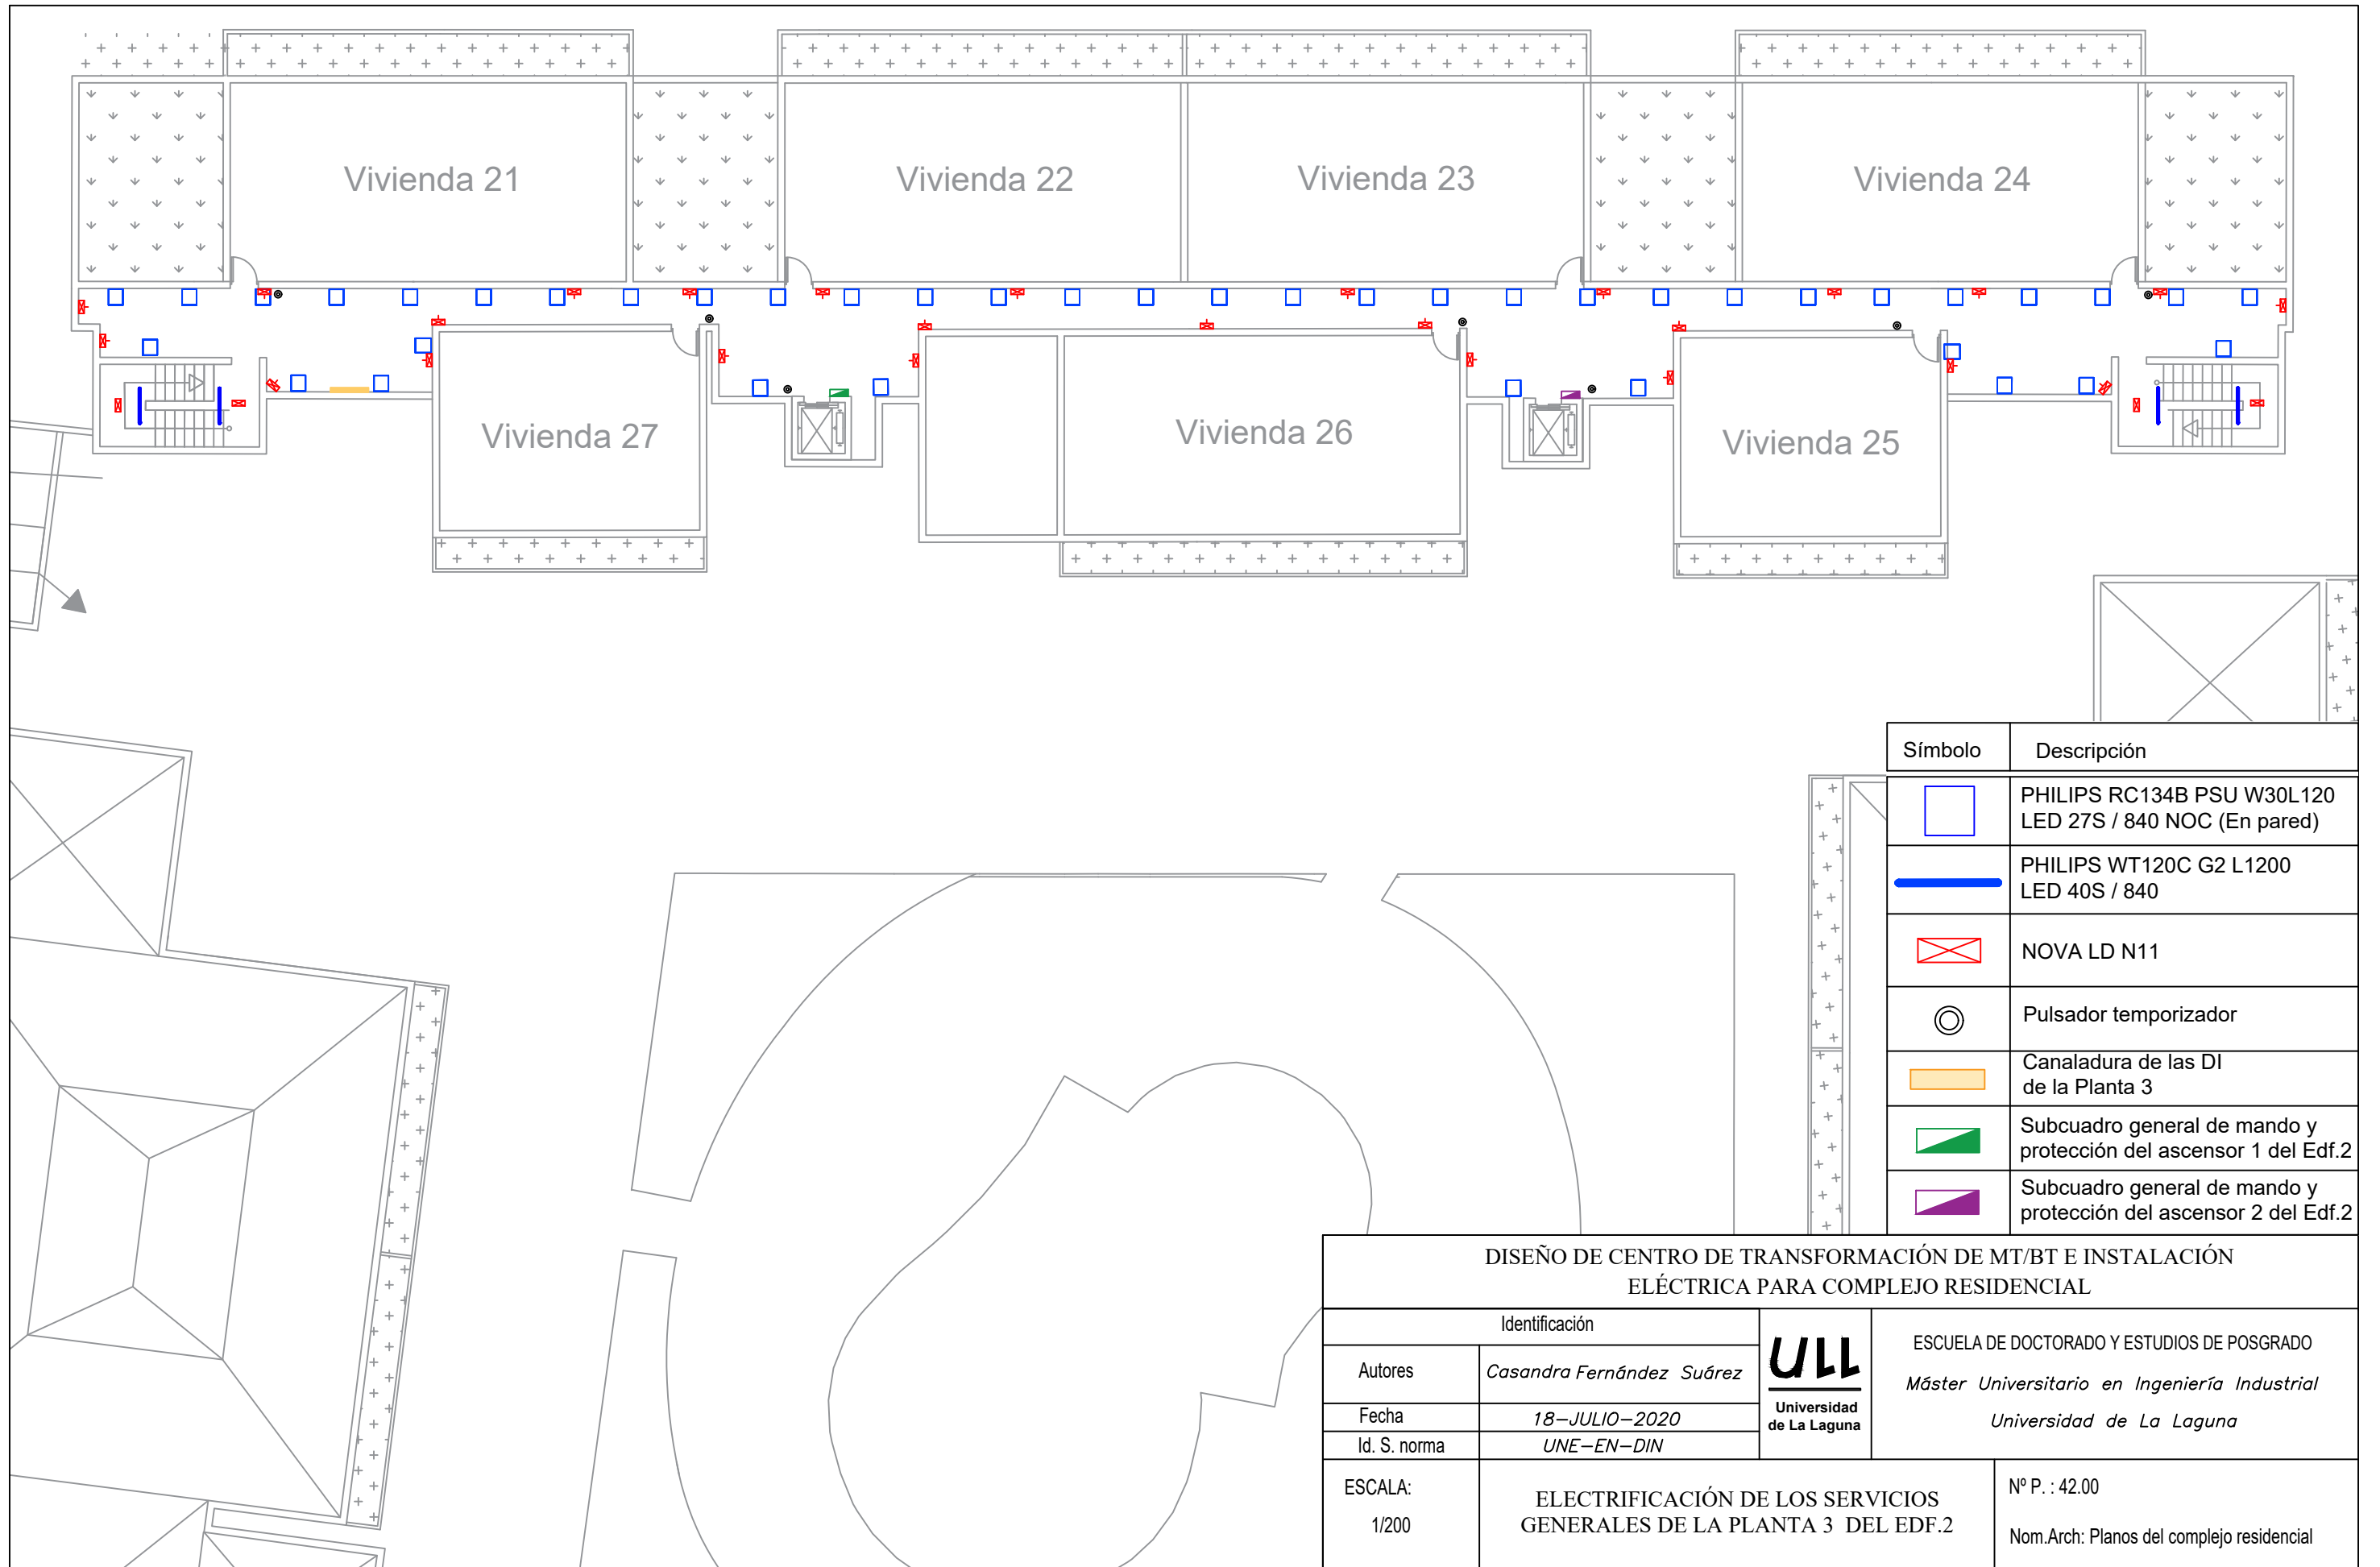 Vivienda 21
Vivienda 22
Vivienda 23
Vivienda 24
Vivienda 27
Vivienda 26
Vivienda 25
Símbolo
Descripción
PHILIPS RC134B PSU W30L120
LED 27S / 840 NOC (En pared)
PHILIPS WT120C G2 L1200
LED 40S / 840
NOVA LD N11
Pulsador temporizador
Canaladura de las DI
de la Planta 3
Subcuadro general de mando y
protección del ascensor 1 del Edf.2
Subcuadro general de mando y
protección del ascensor 2 del Edf.2
DISEÑO DE CENTRO DE TRANSFORMACIÓN DE MT/BT E INSTALACIÓN
ELÉCTRICA PARA COMPLEJO RESIDENCIAL
Identificación
Autores
Casandra Fernández Suárez
Fecha
18-JULIO-2020
Id. S. norma
UNE-EN-DIN
ULL
Universidad
de La Laguna
ESCUELA DE DOCTORADO Y ESTUDIOS DE POSGRADO
Máster Universitario en Ingeniería Industrial
Universidad de La Laguna
ESCALA:
1/200
ELECTRIFICACIÓN DE LOS SERVICIOS
GENERALES DE LA PLANTA 3 DEL EDF.2
Nº P. : 42.00
Nom.Arch: Planos del complejo residencial